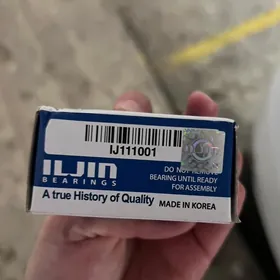 IJ111001
ILJIN
BEARINGS
DO NOT REMOVE
BEARING UNTIL READY
FOR ASSEMBLY
A true History of Quality
MADE IN KOREA